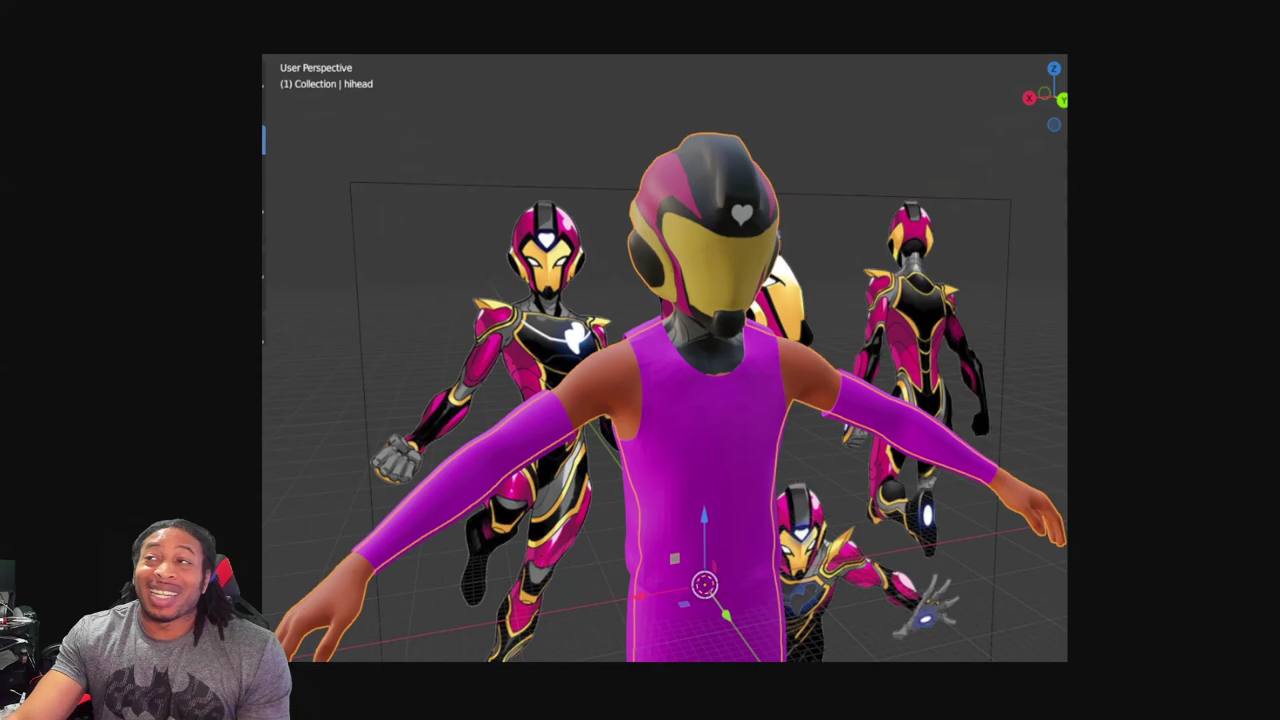 User Perspective
(1) Collection | hihead
Z
X
Y